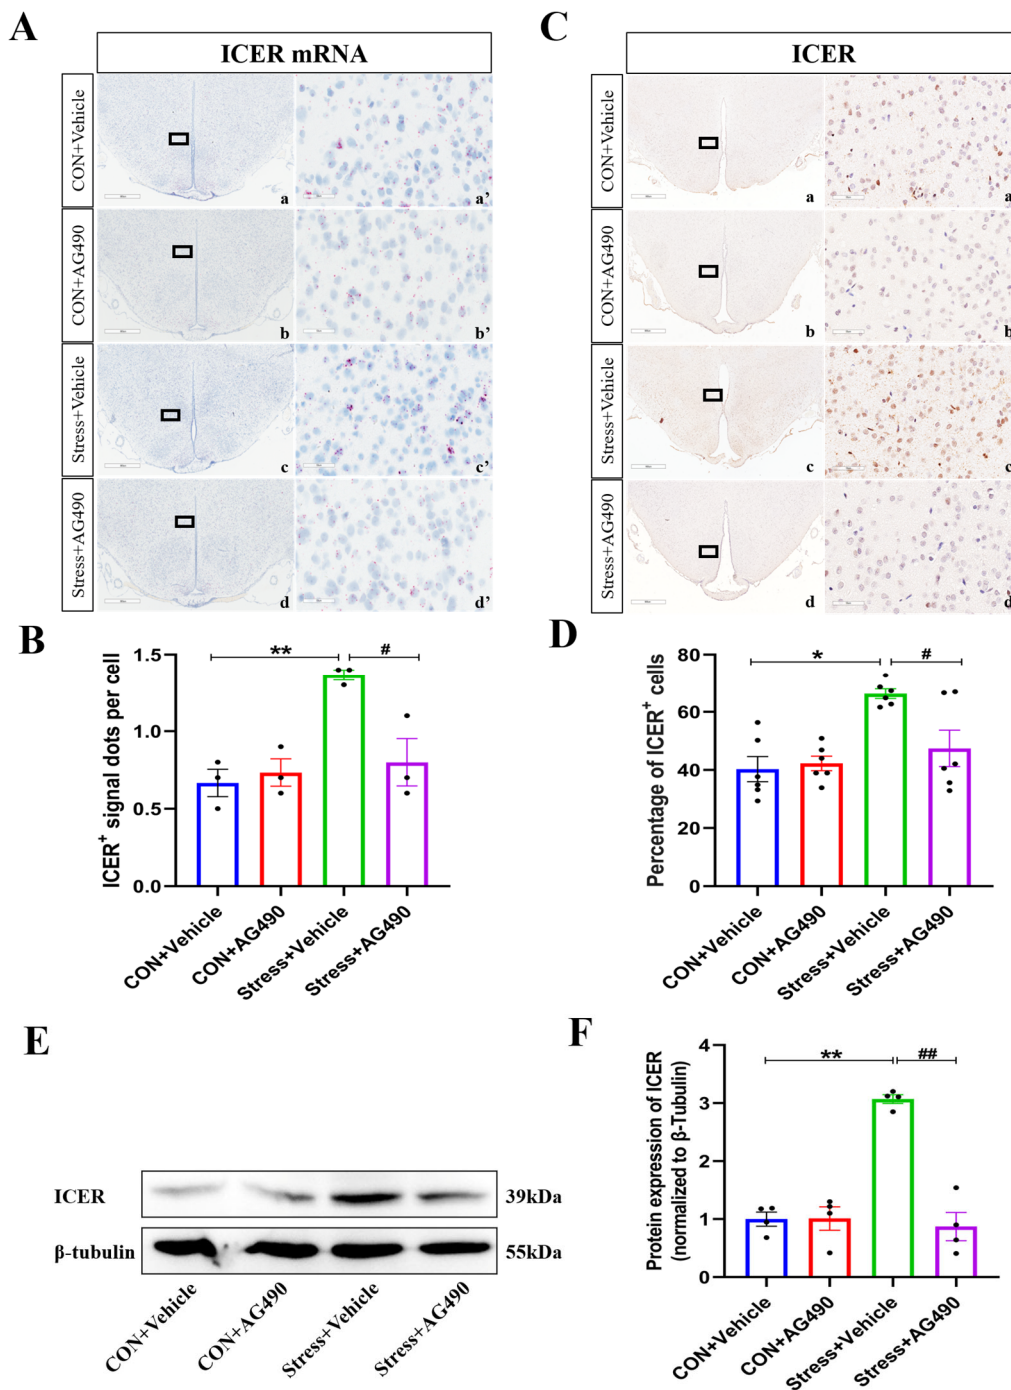 A
ICER mRNA
CON+Vehicle
a
a'
CON+AG490
b
b'
Stress+Vehicle
c
c'
Stress+AG490
d
d'
C
ICER
CON+Vehicle
a
a
CON+AG490
b
b
Stress+Vehicle
c
c
Stress+AG490
d
d
B
ICER+ signal dots per cell
1.5
1.0
0.5
0.0
**
#
CON+Vehicle
CON+AG490
Stress+Vehicle
Stress+AG490
D
Percentage of ICER+ cells
80
60
40
20
0
*
#
CON+Vehicle
CON+AG490
Stress+Vehicle
Stress+AG490
E
ICER
39kDa
β-tubulin
55kDa
CON+Vehicle
CON+AG490
Stress+Vehicle
Stress+AG490
F
Protein expression of ICER
(normalized to β-Tubulin)
4
3
2
1
0
**
##
CON+Vehicle
CON+AG490
Stress+Vehicle
Stress+AG490